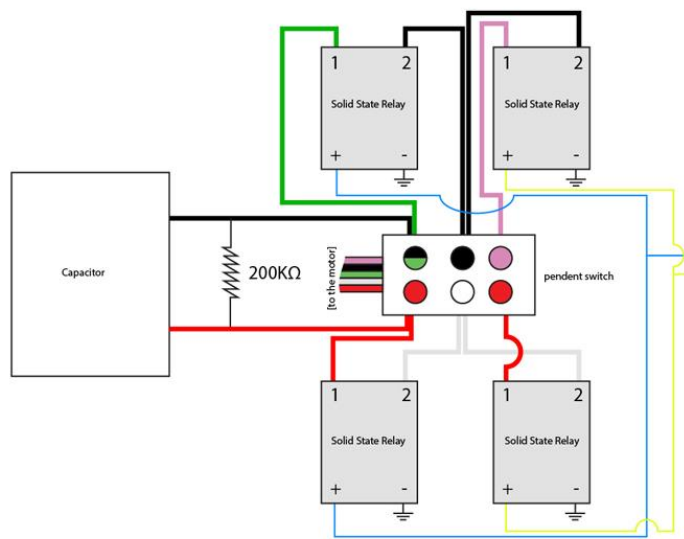 1 2
Solid State Relay
+ -
1 2
Solid State Relay
+ -
Capacitor
200KΩ
[to the motor]
pendent switch
1 2
Solid State Relay
+ -
1 2
Solid State Relay
+ -